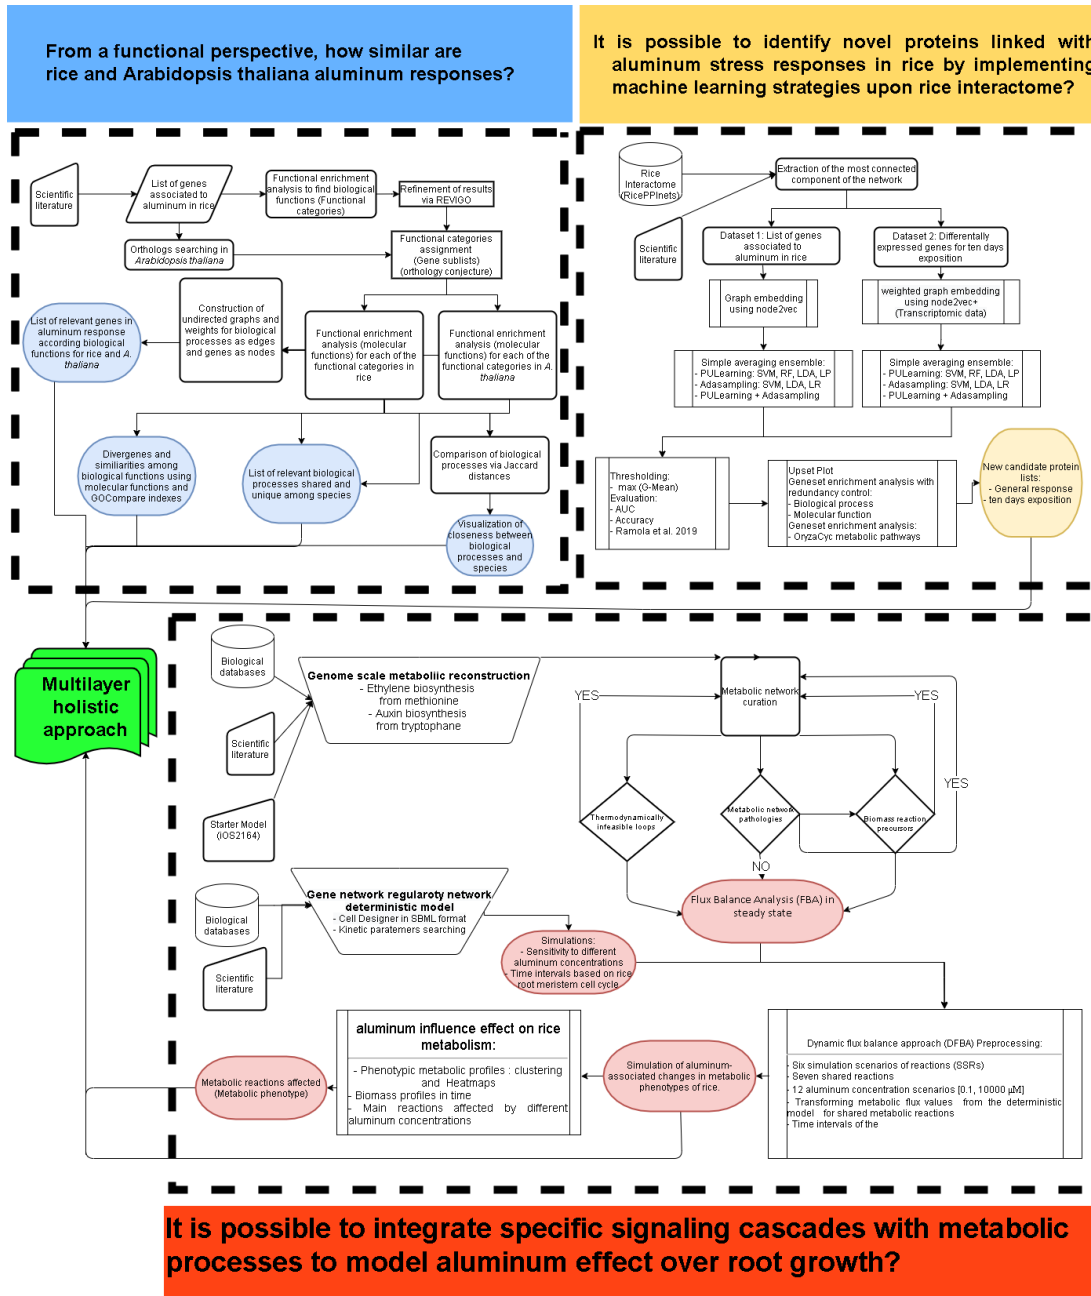 From a functional perspective, how similar are
rice and Arabidopsis thaliana aluminum responses?
It is possible to identify novel proteins linked with
aluminum stress responses in rice by implementing
machine learning strategies upon rice interactome?
Scientific
literature
List of genes
associated to
aluminum in rice
Functional enrichment
analysis to find biological
functions (Functional
categories)
Refinement of results
via REVIGO
Orthologs searching in
Arabidopsis thaliana
Functional categories
assignment
(Gene sublists)
(orthology conjecture)
List of relevant genes in
aluminum response
according biological
functions for rice and A.
thaliana
Construction of
undirected graphs and
weights for biological
processes as edges
and genes as nodes
Functional enrichment
analysis (molecular
functions) for each of the
functional categories in
rice
Functional enrichment
analysis (molecular
functions) for each of the
functional categories in A.
thaliana
Divergenes and
similiarities among
biological functions using
molecular functions and
GOCompare indexes
List of relevant biological
processes shared and
unique among species
Comparison of biological
processes via Jaccard
distances
Visualization of
closeness between
biological
processes and
species
Rice
Interactome
(RicePPInets)
Extraction of the most connected
component of the network
Scientific
literature
Dataset 1: List of genes
associated to
aluminum in rice
Dataset 2: Differentially
expressed genes for ten days
exposition
Graph embedding
using node2vec
weighted graph embedding
using node2vec+
(Transcriptomic data)
Simple averaging ensemble:
- PULearning: SVM, RF, LDA, LP
- Adasampling: SVM, LDA, LR
- PULearning + Adasampling
Simple averaging ensemble:
- PULearning: SVM, RF, LDA, LP
- Adasampling: SVM, LDA, LR
- PULearning + Adasampling
Thresholding:
- max (G-Mean)
Evaluation:
- AUC
- Accuracy
- Ramola et al. 2019
Upset Plot
Geneset enrichment analysis with
redundancy control:
- Biological process
- Molecular function
Geneset enrichment analysis:
- OryzaCyc metabolic pathways
New candidate protein
lists:
- General response
- ten days exposition
Multilayer
holistic
approach
Biological
databases
Scientific
literature
Starter Model
(iOS2164)
Genome scale metaboliic reconstruction
- Ethylene biosynthesis
from methionine
- Auxin biosynthesis
from tryptophane
Metabolic network
curation
YES
YES
YES
Thermodynamically
infeasible loops
Metabolic network
pathologies
Biomass reaction
precursors
NO
Flux Balance Analysis (FBA) in
steady state
Biological
databases
Scientific
literature
Gene network regularoty network
deterministic model
- Cell Designer in SBML format
- Kinetic paratemers searching
Simulations:
- Sensitivity to different
aluminum concentrations
- Time intervals based on rice
root meristem cell cycle
Dynamic flux balance approach (DFBA) Preprocessing:
- Six simulation scenarios of reactions (SSRs)
- Seven shared reactions
- 12 aluminum concentration scenarios [0.1, 10000 µM]
- Transforming metabolic flux values from the deterministic
model for shared metabolic reactions
- Time intervals of the
Simulation of aluminum-
associated changes in metabolic
phenotypes of rice.
aluminum influence effect on rice
metabolism:
- Phenotypic metabolic profiles : clustering
and Heatmaps
- Biomass profiles in time
- Main reactions affected by different
aluminum concentrations
Metabolic reactions affected
(Metabolic phenotype)
It is possible to integrate specific signaling cascades with metabolic
processes to model aluminum effect over root growth?